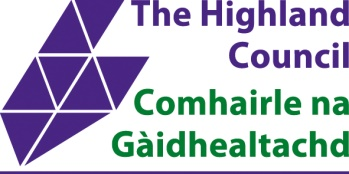 The Highland
Council
Comhairle na
Gàidhealtachd